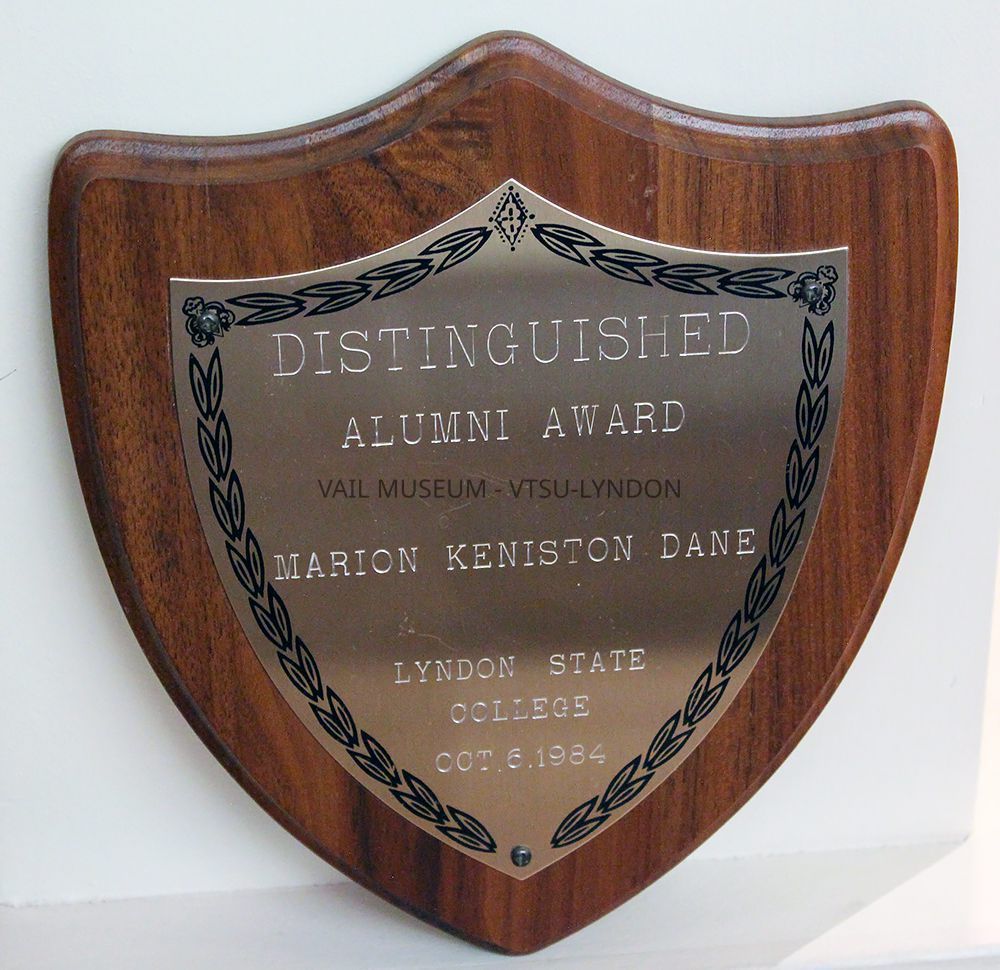 DISTINGUISHED
ALUMNI AWARD
VAIL MUSEUM - VTSU-LYNDON
MARION KENISTON DANE
LYNDON STATE
COLLEGE
OCT.6.1984